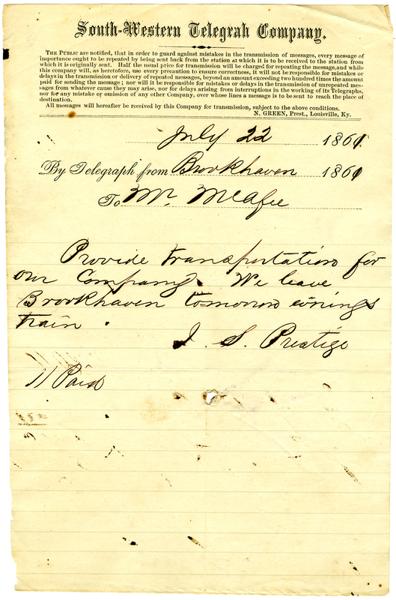 South-Western Telegrah Company.
THE PUBLIC are notified, that in order to guard against mistakes in the transmission of messages, every message of
importance ought to be repeated by being sent back from the station at which it is to be received to the station from
which it is originally sent. Half the usual price for transmission will be charged for repeating the message, and while
this company will, as heretofore, use every precaution to ensure correctness, it will not be responsible for mistakes or
delays in the transmission or delivery of repeated messages, beyond an amount exceeding two hundred times the amount
paid for sending the message; nor will it be responsible for mistakes or delays in the transmission of unrepeated mes-
sages from whatever cause they may arise, nor for delays arising from interruptions in the working of its Telegraphs,
nor for any mistake or omission of any other Company, over whose lines a message is to be sent to reach the place of
destination.
All messages will hereafter be received by this Company for transmission, subject to the above conditions.
N. GREEN, Prest., Louisville, Ky.
July 22 1861.
By Telegraph from Brookhaven 1861
To Mr. McAfee
Provide transportation for
our Company. We leave
Brookhaven tomorrow evenings
train.
J. S. Prestige
11 Paid